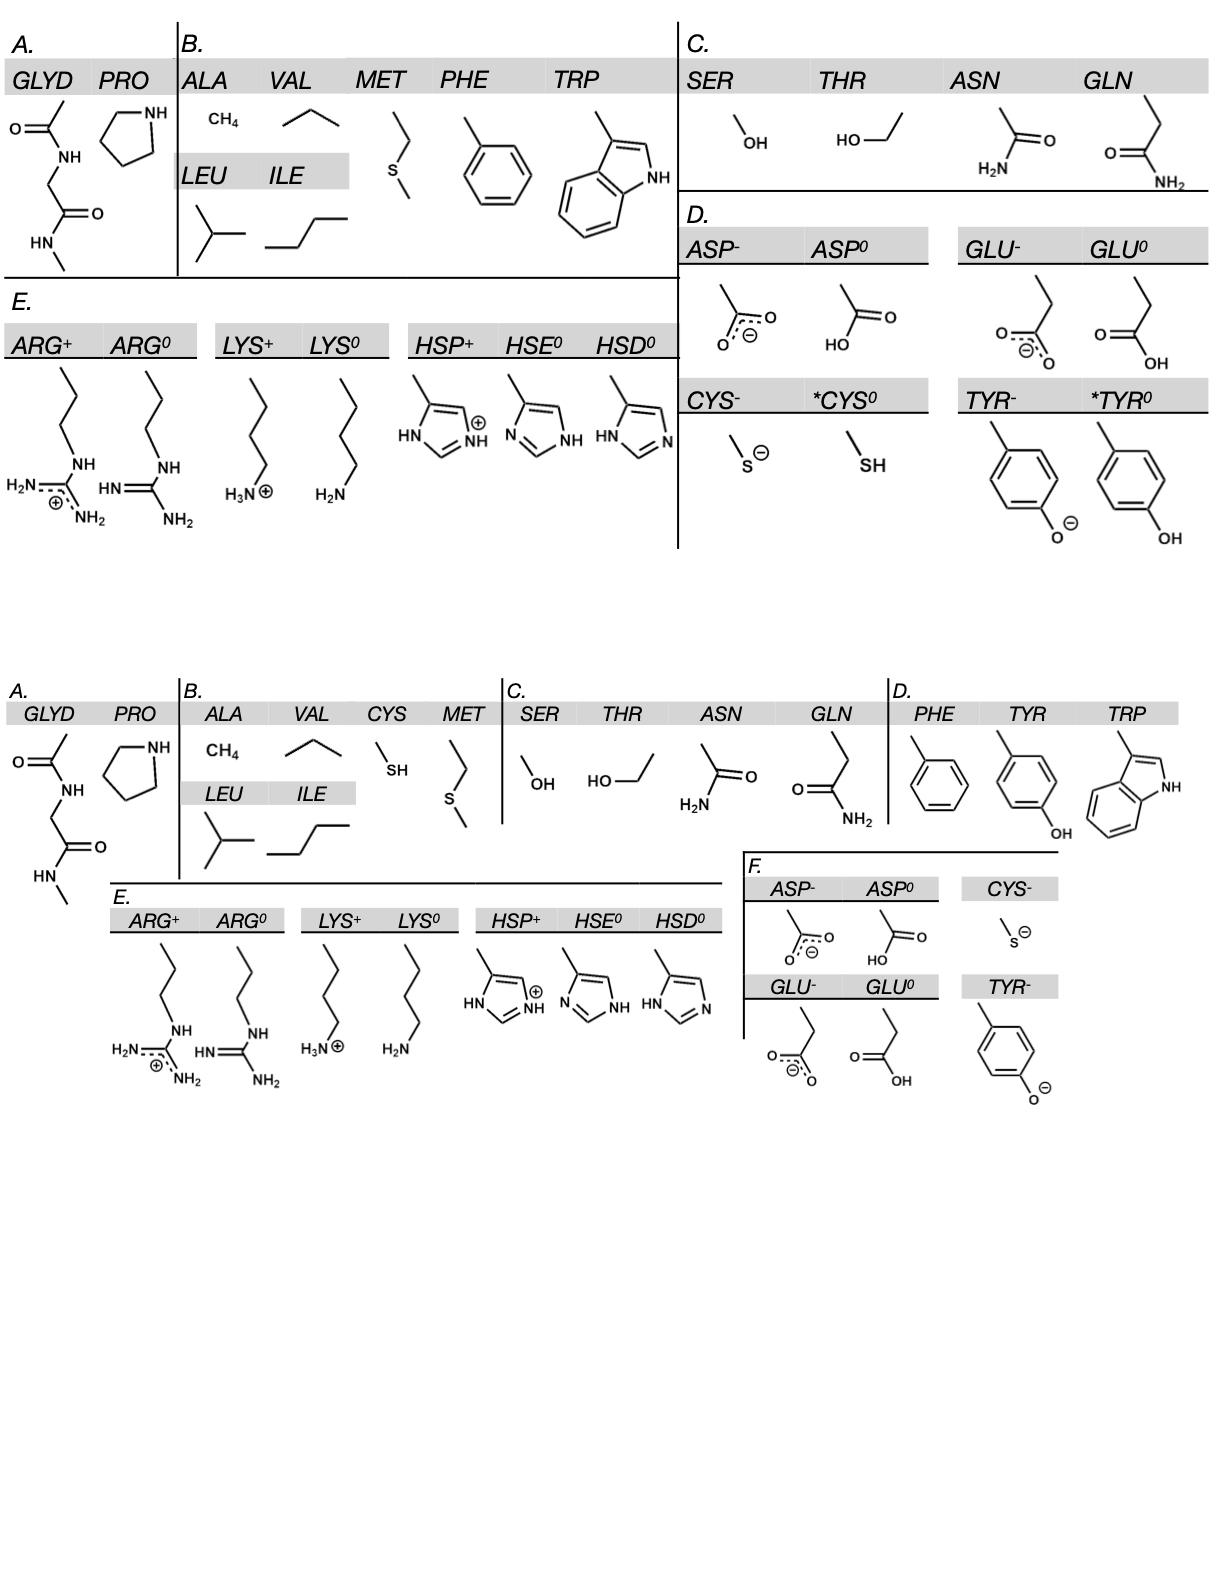 A. B. C.
GLYD PRO ALA VAL MET PHE TRP SER THR ASN GLN
O NH CH₄ OH HO O O
NH S NH H₂N NH₂
LEU ILE
O
HN
D.
ASP⁻ ASP⁰ GLU⁻ GLU⁰
O O ⊖ HO O O ⊖ O O OH
E.
ARG⁺ ARG⁰ LYS⁺ LYS⁰ HSP⁺ HSE⁰ HSD⁰
CYS⁻ *CYS⁰ TYR⁻ *TYR⁰
HN ⊕ NH N NH HN N
S⊖ SH
NH NH
H₂N ⊕ NH₂ HN NH₂ H₃N⊕ H₂N
O⊖ OH
A. B. C. D.
GLYD PRO ALA VAL CYS MET SER THR ASN GLN PHE TYR TRP
O NH CH₄ SH OH HO O O NH
NH S H₂N NH₂ OH
LEU ILE
O
HN
F.
ASP⁻ ASP⁰ CYS⁻
O O ⊖ O HO S⊖
E.
ARG⁺ ARG⁰ LYS⁺ LYS⁰ HSP⁺ HSE⁰ HSD⁰
GLU⁻ GLU⁰ TYR⁻
HN ⊕ NH N NH HN N
NH NH
H₂N ⊕ NH₂ HN NH₂ H₃N⊕ H₂N
O ⊖ O O OH O⊖